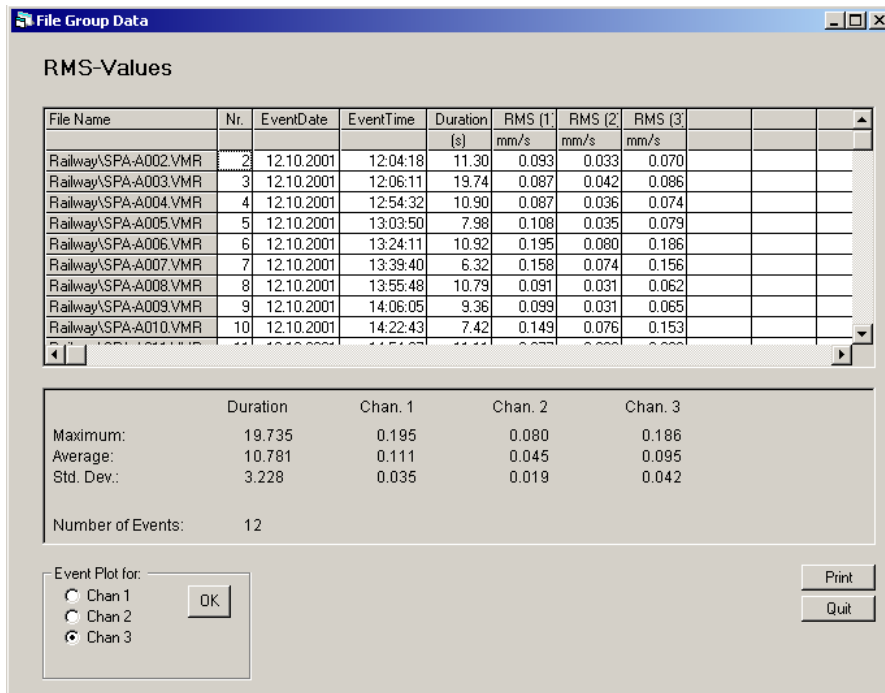 File Group Data
RMS-Values
File Name Nr. EventDate EventTime Duration RMS (1) RMS (2) RMS (3)
(s) mm/s mm/s mm/s
Railway\SPA-A002.VMR 2 12.10.2001 12:04:18 11.30 0.093 0.033 0.070
Railway\SPA-A003.VMR 3 12.10.2001 12:06:11 19.74 0.087 0.042 0.086
Railway\SPA-A004.VMR 4 12.10.2001 12:54:32 10.90 0.087 0.036 0.074
Railway\SPA-A005.VMR 5 12.10.2001 13:03:50 7.98 0.108 0.035 0.079
Railway\SPA-A006.VMR 6 12.10.2001 13:24:11 10.92 0.195 0.080 0.186
Railway\SPA-A007.VMR 7 12.10.2001 13:39:40 6.32 0.158 0.074 0.156
Railway\SPA-A008.VMR 8 12.10.2001 13:55:48 10.79 0.091 0.031 0.062
Railway\SPA-A009.VMR 9 12.10.2001 14:06:05 9.36 0.099 0.031 0.065
Railway\SPA-A010.VMR 10 12.10.2001 14:22:43 7.42 0.149 0.076 0.153
Duration Chan. 1 Chan. 2 Chan. 3
Maximum: 19.735 0.195 0.080 0.186
Average: 10.781 0.111 0.045 0.095
Std. Dev.: 3.228 0.035 0.019 0.042
Number of Events: 12
Event Plot for:
Chan 1
Chan 2
Chan 3
OK
Print
Quit